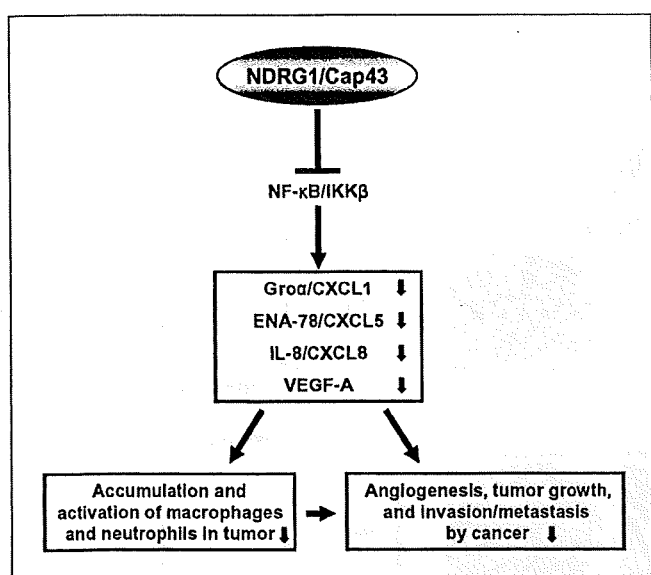 NDRG1/Cap43
NF-κB/IKKβ
Groα/CXCL1 ⬇
ENA-78/CXCL5 ⬇
IL-8/CXCL8 ⬇
VEGF-A ⬇
Accumulation and
activation of macrophages
and neutrophils in tumor ⬇
Angiogenesis, tumor growth,
and invasion/metastasis
by cancer ⬇